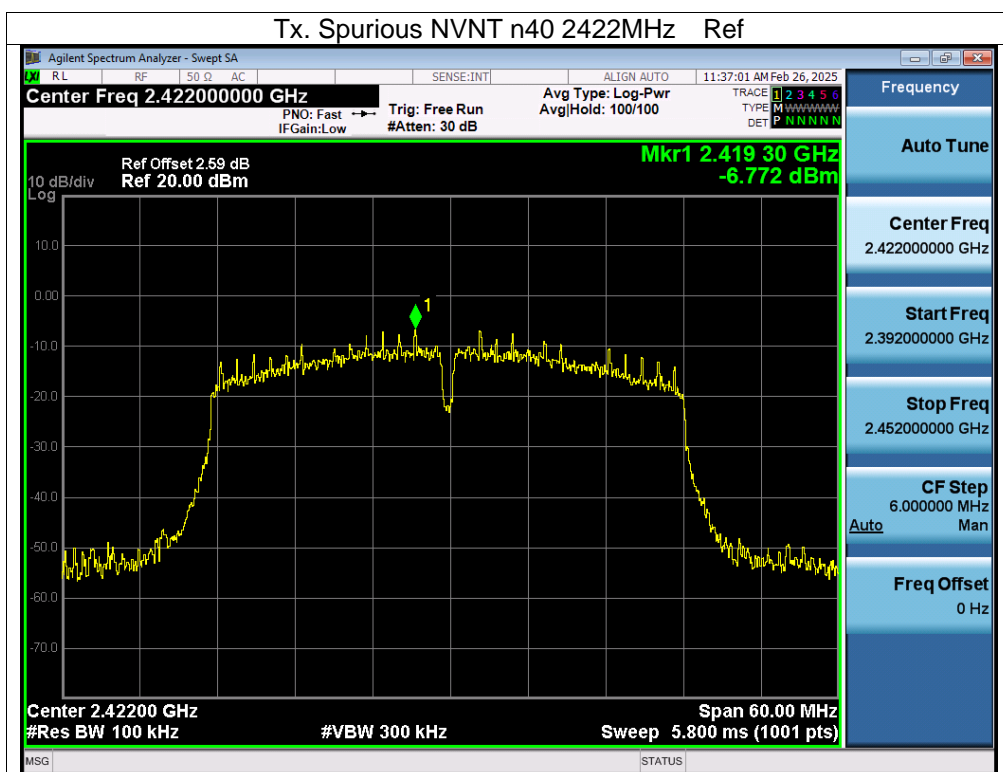 Tx. Spurious NVNT n40 2422MHz Ref
Agilent Spectrum Analyzer - Swept SA
LXI RL RF 50 Ω AC SENSE:INT ALIGN AUTO 11:37:01 AM Feb 26, 2025
Center Freq 2.422000000 GHz
PNO: Fast
IFGain:Low
Trig: Free Run
#Atten: 30 dB
Avg Type: Log-Pwr
Avg|Hold: 100/100
TRACE 1 2 3 4 5 6
TYPE M WWWWW
DET P N N N N N
Mkr1 2.419 30 GHz
-6.772 dBm
Ref Offset 2.59 dB
10 dB/div Ref 20.00 dBm
Log
10.0
0.00
-10.0
-20.0
-30.0
-40.0
-50.0
-60.0
-70.0
1
Center 2.42200 GHz Span 60.00 MHz
#Res BW 100 kHz #VBW 300 kHz Sweep 5.800 ms (1001 pts)
MSG STATUS
Frequency
Auto Tune
Center Freq
2.422000000 GHz
Start Freq
2.392000000 GHz
Stop Freq
2.452000000 GHz
CF Step
6.000000 MHz
Auto Man
Freq Offset
0 Hz